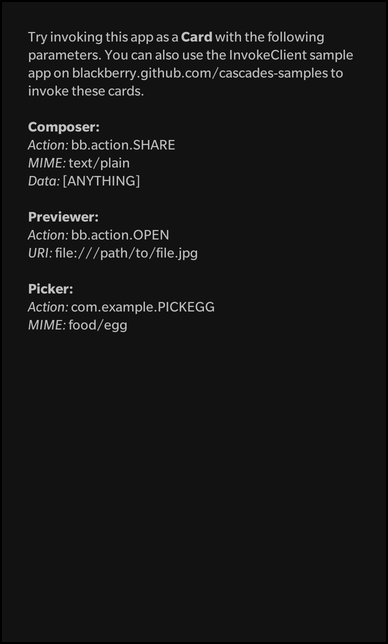 Try invoking this app as a Card with the following
parameters. You can also use the InvokeClient sample
app on blackberry.github.com/cascades-samples to
invoke these cards.
Composer:
Action: bb.action.SHARE
MIME: text/plain
Data: [ANYTHING]
Previewer:
Action: bb.action.OPEN
URI: file:///path/to/file.jpg
Picker:
Action: com.example.PICKEGG
MIME: food/egg